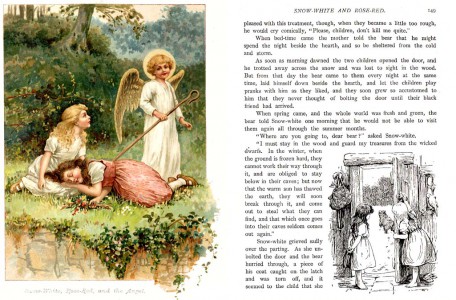 SNOW-WHITE AND ROSE-RED. 149
pleased with this treatment, though, when they became a little too rough,
he would cry comically, "Please, children, don't kill me quite."
When bed-time came the mother told the bear that he might
spend the night beside the hearth, and so be sheltered from the cold
and storm.
As soon as morning dawned the two children opened the door, and
he trotted away across the snow and was lost to sight in the wood.
But from that day the bear came to them every night at the same
time, laid himself down beside the hearth, and let the children play
pranks with him as they liked, and they soon grew so accustomed to
him that they never thought of bolting the door until their black
friend had arrived.
When spring came, and the whole world was fresh and green, the
bear told Snow-white one morning that he would not be able to visit
them again all through the summer months.
"Where are you going to, dear bear?" asked Snow-white.
"I must stay in the wood and guard my treasures from the wicked
dwarfs. In the winter, when
the ground is frozen hard, they
cannot work their way through
it, and are obliged to stay
below in their caves; but now
that the warm sun has thawed
the earth, they will soon
break through it, and come
out to steal what they can
find, and that which once goes
into their caves seldom comes
out again."
Snow-white grieved sadly
over the parting. As she un-
bolted the door and the bear
hurried through, a piece of
his coat caught on the latch
and was torn off, and it
seemed to the child that she
Snow-White, Rose-Red, and the Angel.